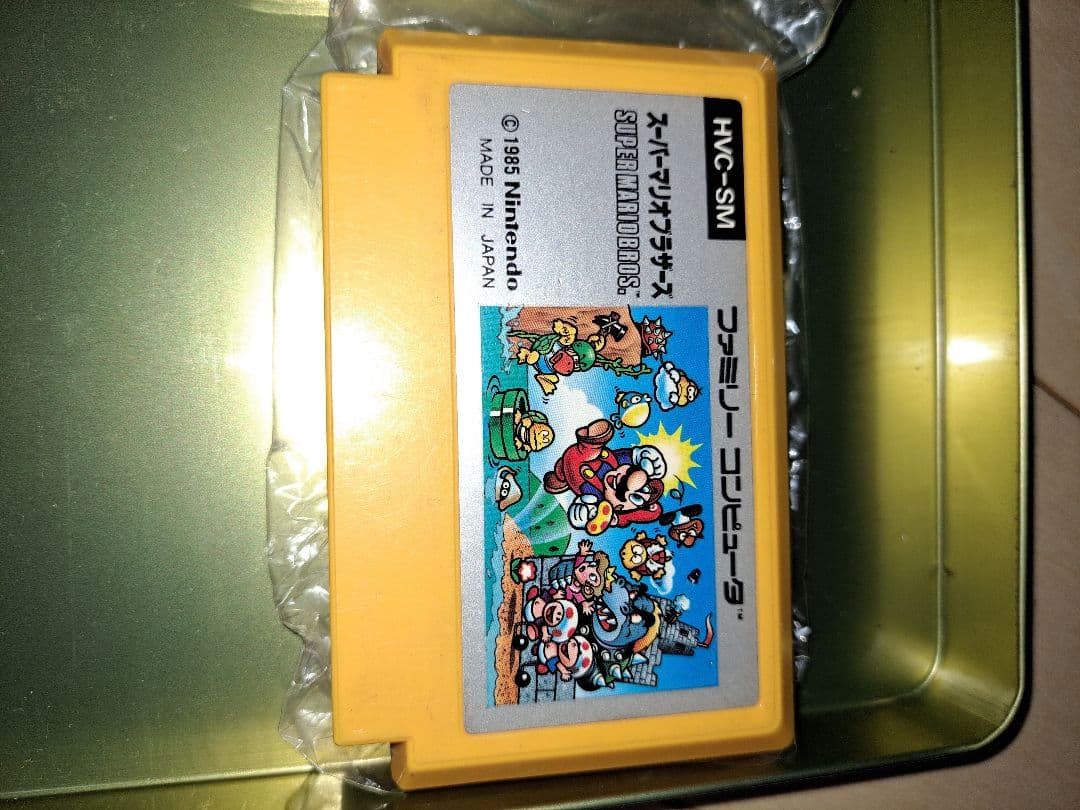 HVC-SM
ファミリー コンピュータ™
スーパーマリオブラザーズ
SUPER MARIO BROS.™
© 1985 Nintendo
MADE IN JAPAN